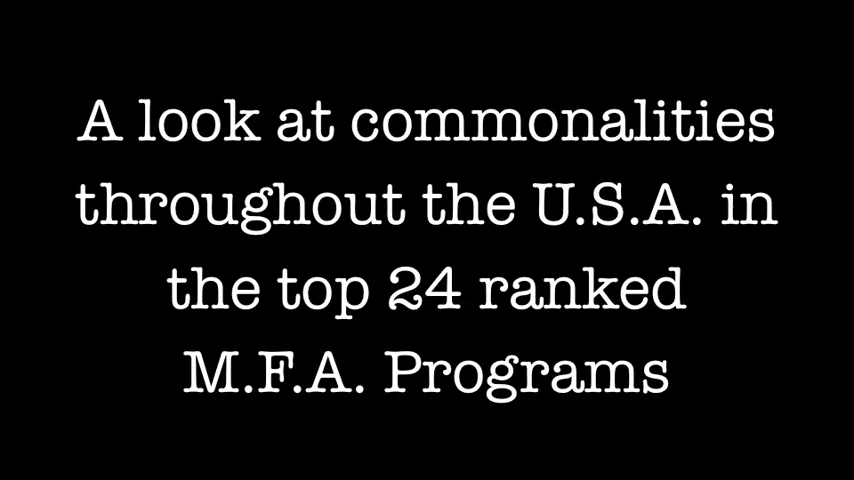 A look at commonalities
throughout the U.S.A. in
the top 24 ranked
M.F.A. Programs